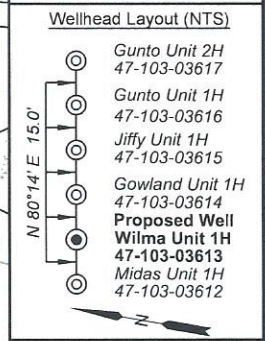 Wellhead Layout (NTS)
Gunto Unit 2H
47-103-03617
Gunto Unit 1H
47-103-03616
Jiffy Unit 1H
47-103-03615
Gowland Unit 1H
47-103-03614
Proposed Well
Wilma Unit 1H
47-103-03613
Midas Unit 1H
47-103-03612
N 80°14' E 15.0'
N